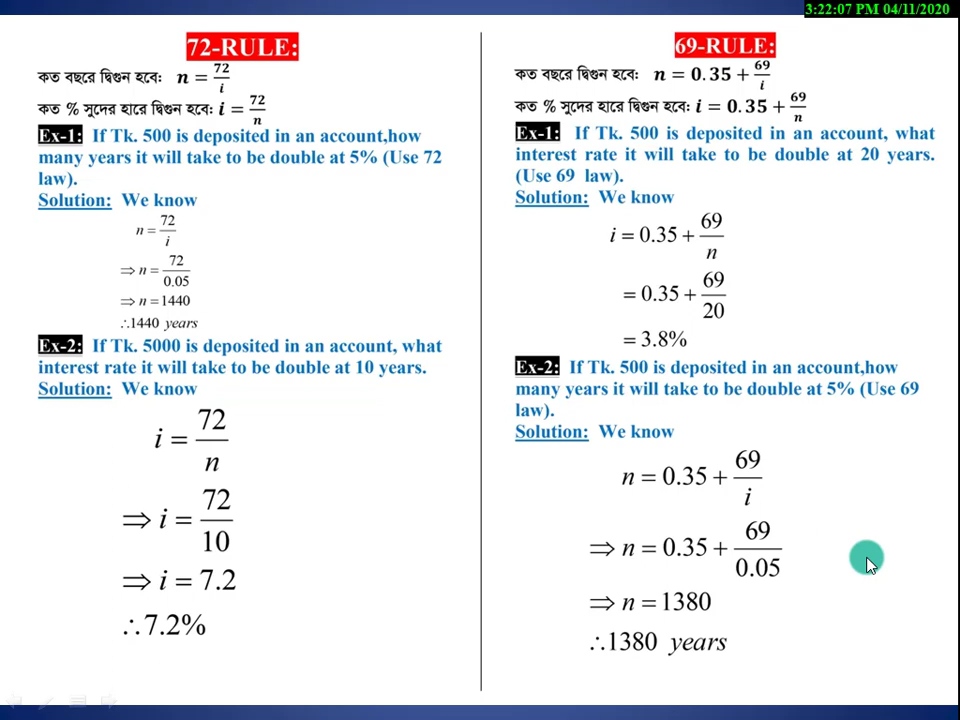 3:22:07 PM 04/11/2020
72-RULE:
কত বছরে দ্বিগুন হবে: n = 72/i
কত % সুদের হারে দ্বিগুন হবে: i = 72/n
Ex-1: If Tk. 500 is deposited in an account,how
many years it will take to be double at 5% (Use 72
law).
Solution: We know
n = 72/i
⇒ n = 72/0.05
⇒ n = 1440
∴1440 years
Ex-2: If Tk. 5000 is deposited in an account, what
interest rate it will take to be double at 10 years.
Solution: We know
i = 72/n
⇒ i = 72/10
⇒ i = 7.2
∴7.2%
69-RULE:
কত বছরে দ্বিগুন হবে: n = 0.35 + 69/i
কত % সুদের হারে দ্বিগুন হবে: i = 0.35 + 69/n
Ex-1: If Tk. 500 is deposited in an account, what
interest rate it will take to be double at 20 years.
(Use 69 law).
Solution: We know
i = 0.35 + 69/n
= 0.35 + 69/20
= 3.8%
Ex-2: If Tk. 500 is deposited in an account,how
many years it will take to be double at 5% (Use 69
law).
Solution: We know
n = 0.35 + 69/i
⇒ n = 0.35 + 69/0.05
⇒ n = 1380
∴1380 years